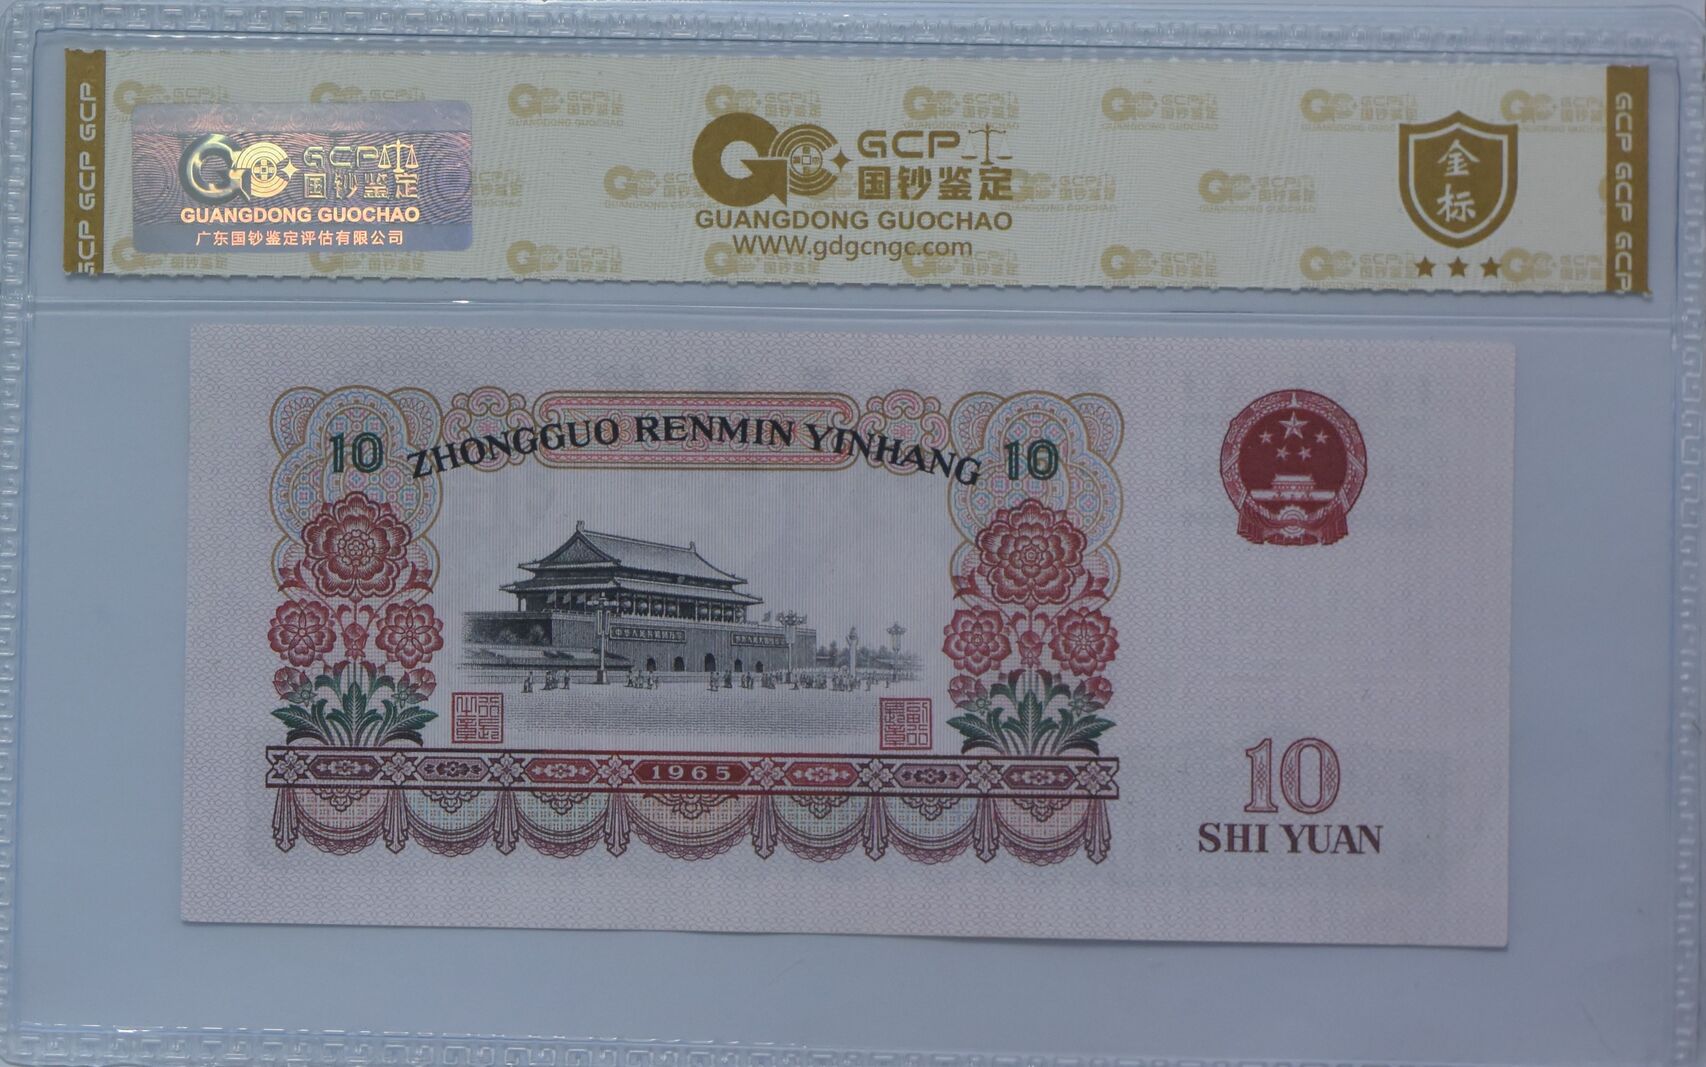 GCP GCP GCP
GCP
国钞鉴定
GUANGDONG GUOCHAO
广东国钞鉴定评估有限公司
GCP
国钞鉴定
GUANGDONG GUOCHAO
WWW.gdgcngc.com
金标
GCP GCP GCP
10
ZHONGGUO RENMIN YINHANG
10
1965
10
SHI YUAN